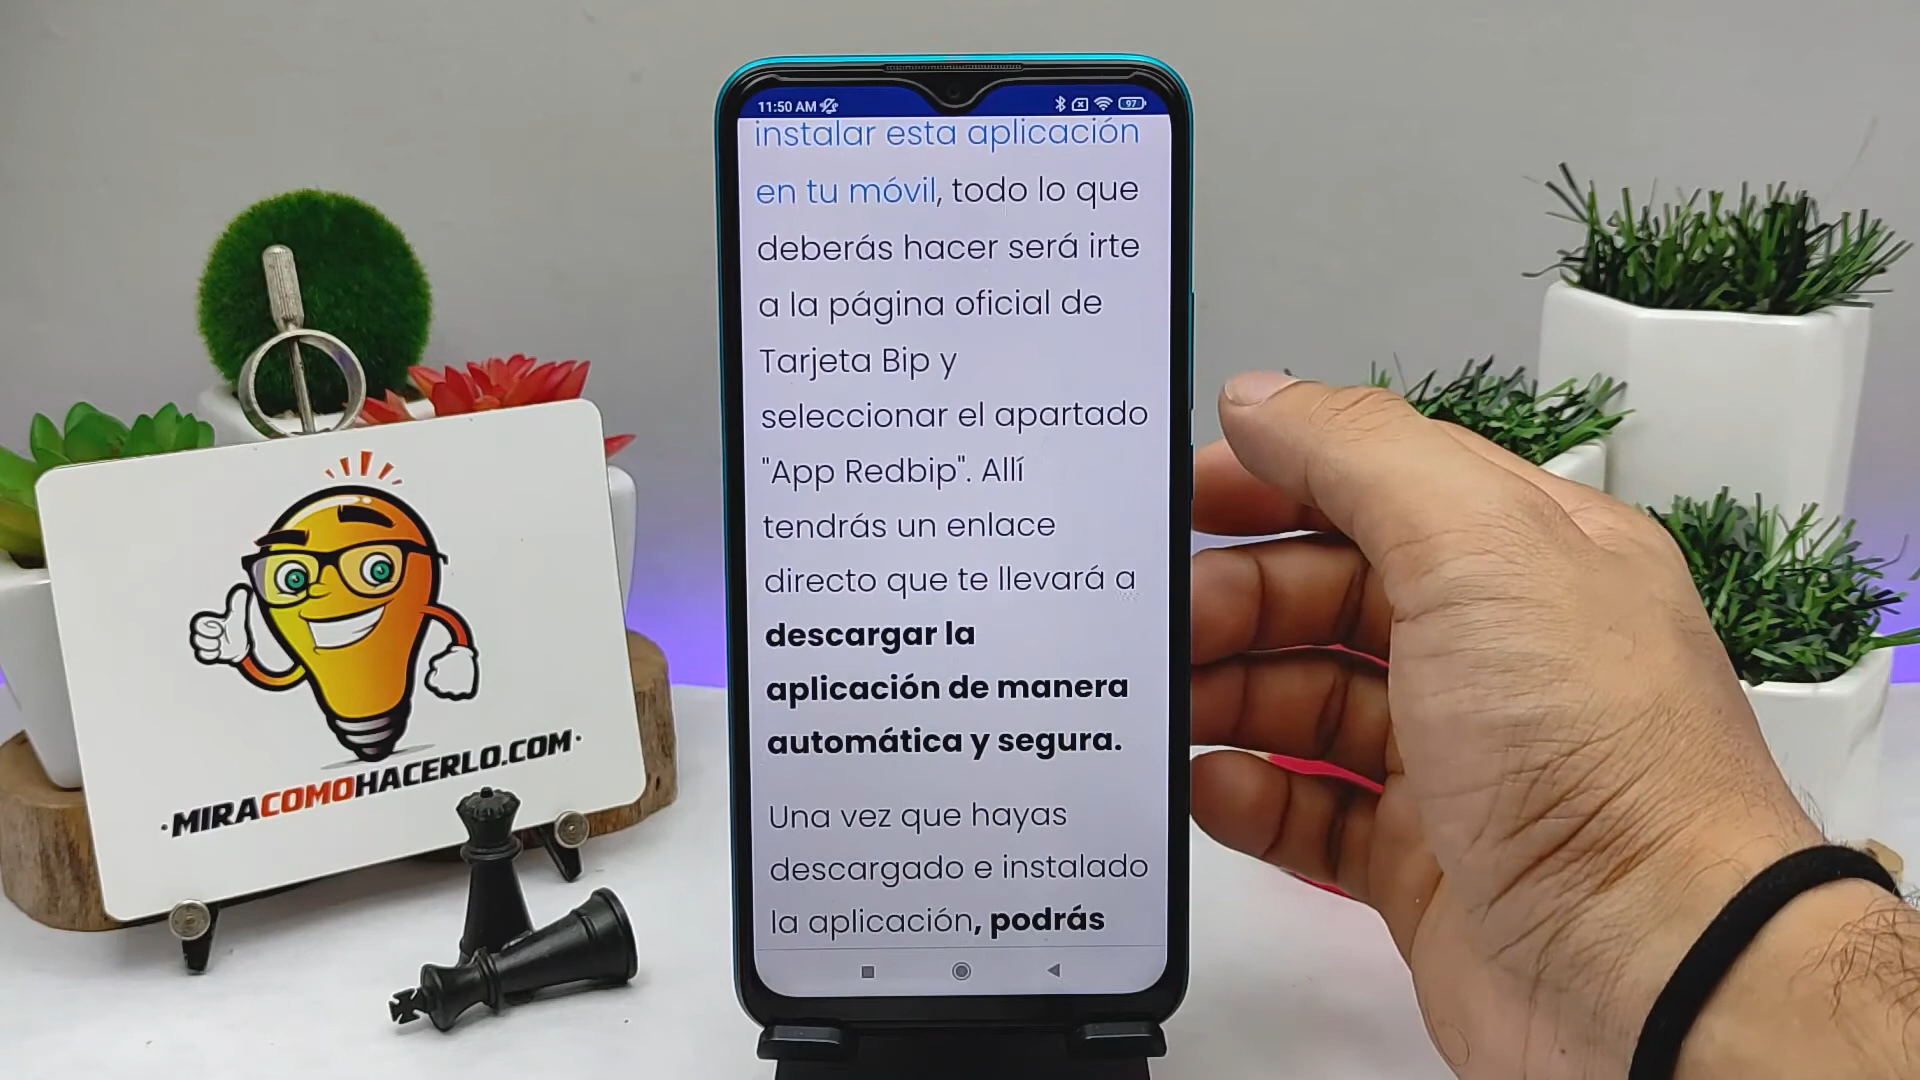 11:50 AM
97
instalar esta aplicación
en tu móvil, todo lo que
deberás hacer será irte
a la página oficial de
Tarjeta Bip y
seleccionar el apartado
"App Redbip". Allí
tendrás un enlace
directo que te llevará a
descargar la
aplicación de manera
automática y segura.
Una vez que hayas
descargado e instalado
la aplicación, podrás
·MIRACOMOHACERLO.COM·